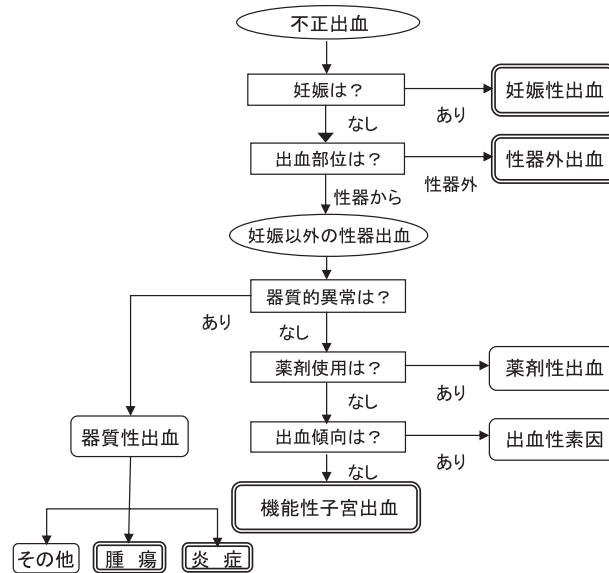 不正出血
妊娠は？
あり
妊娠性出血
なし
出血部位は？
性器外
性器外出血
性器から
妊娠以外の性器出血
器質的異常は？
あり
なし
薬剤使用は？
あり
薬剤性出血
なし
器質性出血
出血傾向は？
あり
出血性素因
なし
機能性子宮出血
その他
腫 瘍
炎 症